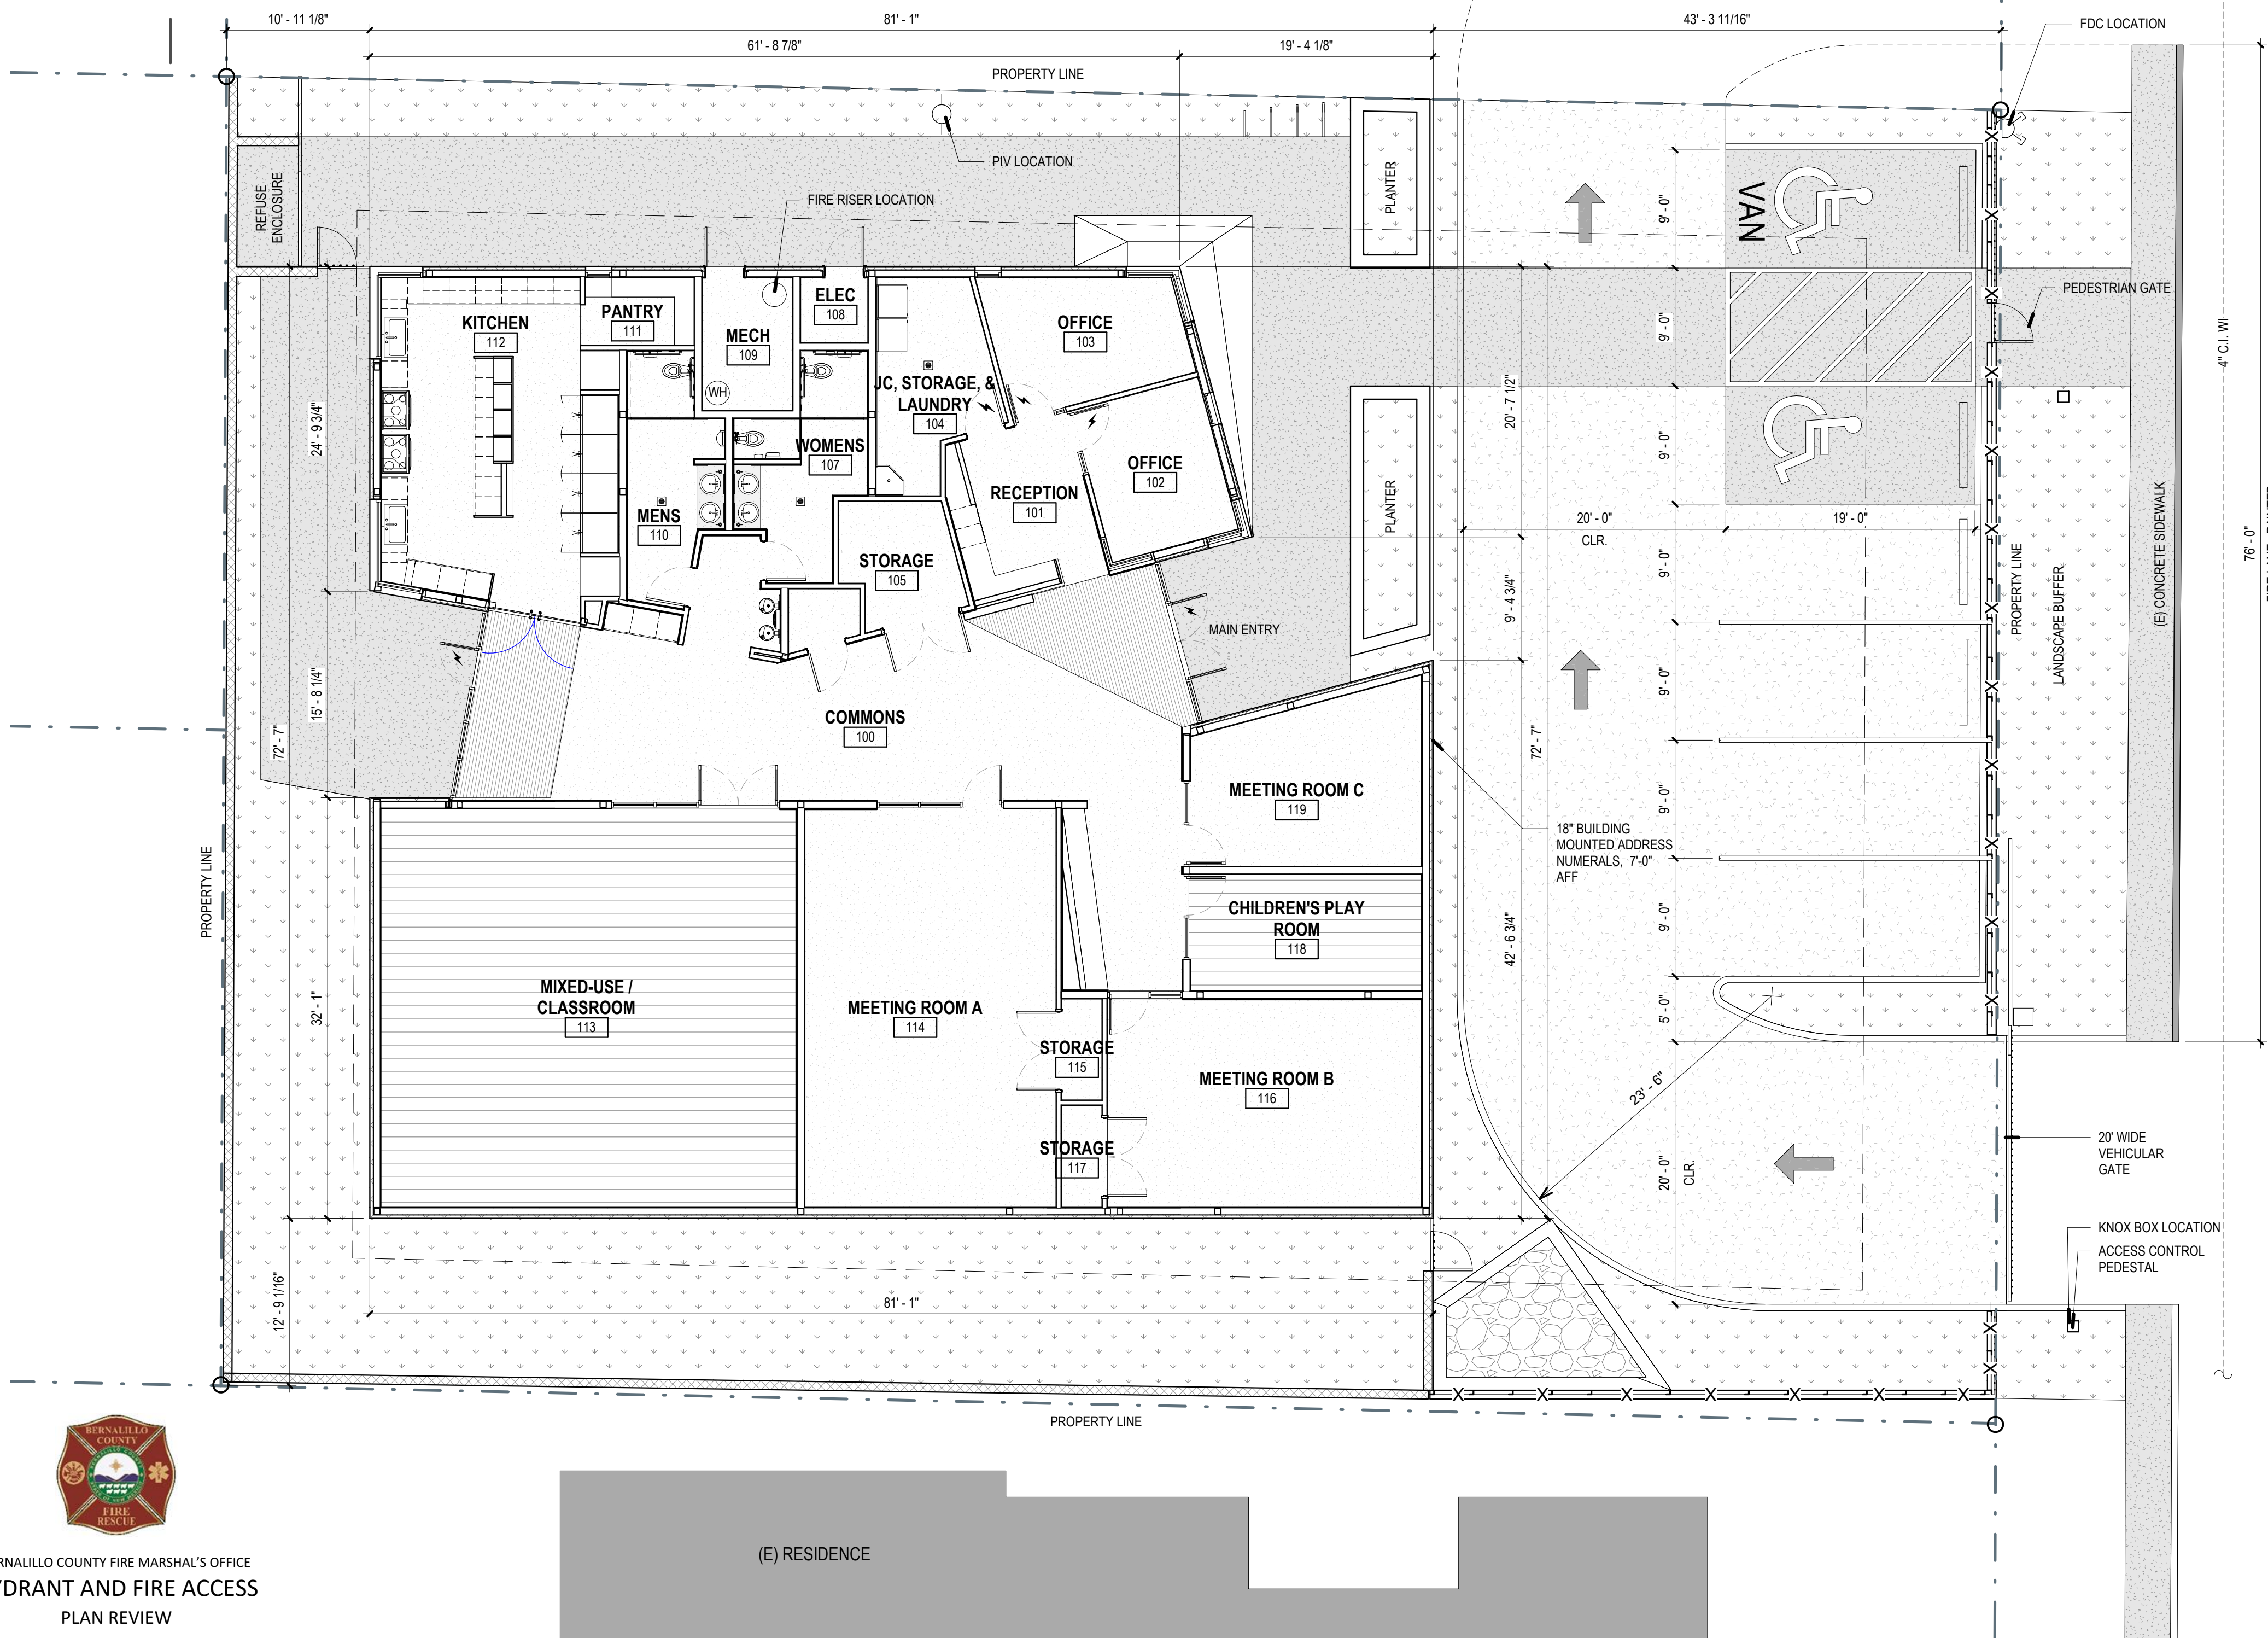 10' - 11 1/8"
81' - 1"
43' - 3 11/16"
61' - 8 7/8"
19' - 4 1/8"
FDC LOCATION
PROPERTY LINE
PIV LOCATION
FIRE RISER LOCATION
REFUSE
ENCLOSURE
PLANTER
VAN
9' - 0"
PEDESTRIAN GATE
4" C.I. WI
KITCHEN
112
PANTRY
111
MECH
109
ELEC
108
OFFICE
103
WH
JC, STORAGE, &
LAUNDRY
104
WOMENS
107
OFFICE
102
RECEPTION
101
MENS
110
STORAGE
105
24' - 9 3/4"
20' - 7 1/2"
9' - 0"
9' - 0"
PLANTER
20' - 0"
CLR.
19' - 0"
PROPERTY LINE
LANDSCAPE BUFFER
(E) CONCRETE SIDEWALK
76' - 0"
9' - 0"
9' - 4 3/4"
MAIN ENTRY
15' - 8 1/4"
72' - 7"
COMMONS
100
72' - 7"
9' - 0"
9' - 0"
MEETING ROOM C
119
18" BUILDING
MOUNTED ADDRESS
NUMERALS, 7'-0"
AFF
PROPERTY LINE
CHILDREN'S PLAY
ROOM
118
42' - 6 3/4"
9' - 0"
MIXED-USE /
CLASSROOM
113
MEETING ROOM A
114
32' - 1"
5' - 0"
STORAGE
115
MEETING ROOM B
116
23' - 6"
STORAGE
117
20' - 0"
CLR.
20' WIDE
VEHICULAR
GATE
KNOX BOX LOCATION
ACCESS CONTROL
PEDESTAL
12' - 9 1/16"
81' - 1"
PROPERTY LINE
BERNALILLO
COUNTY
FIRE
RESCUE
(E) RESIDENCE
RNALILLO COUNTY FIRE MARSHAL'S OFFICE
YDRANT AND FIRE ACCESS
PLAN REVIEW